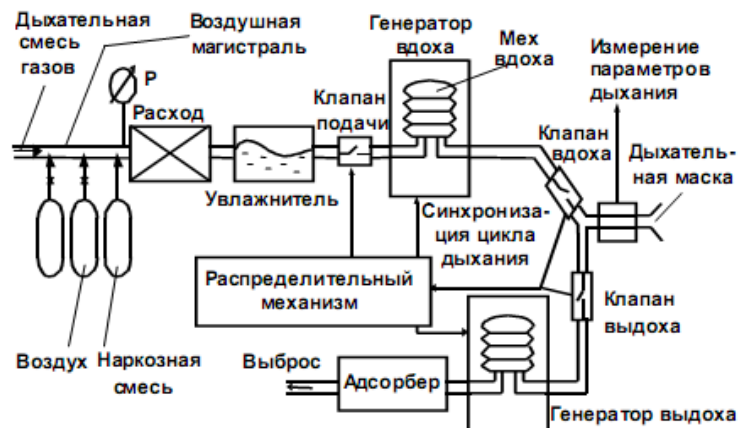 Дыхательная
смесь
газов
Воздушная
магистраль
Р
Расход
Увлажнитель
Клапан
подачи
Генератор
вдоха
Мех
вдоха
Измерение
параметров
дыхания
Клапан
вдоха
Дыхатель-
ная маска
Синхрониза-
ция цикла
дыхания
Распределительный
механизм
Клапан
выдоха
Воздух
Наркозная
смесь
Выброс
Адсорбер
Генератор выдоха